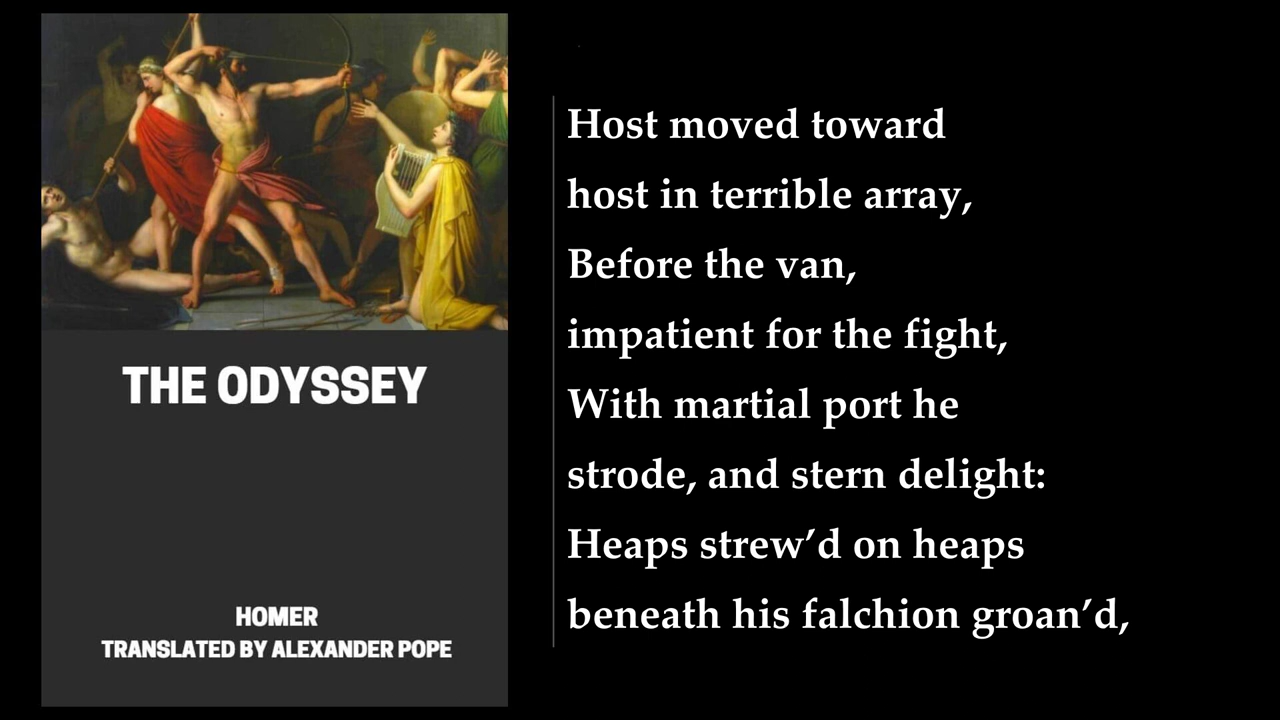 THE ODYSSEY
HOMER
TRANSLATED BY ALEXANDER POPE
Host moved toward
host in terrible array,
Before the van,
impatient for the fight,
With martial port he
strode, and stern delight:
Heaps strew’d on heaps
beneath his falchion groan’d,